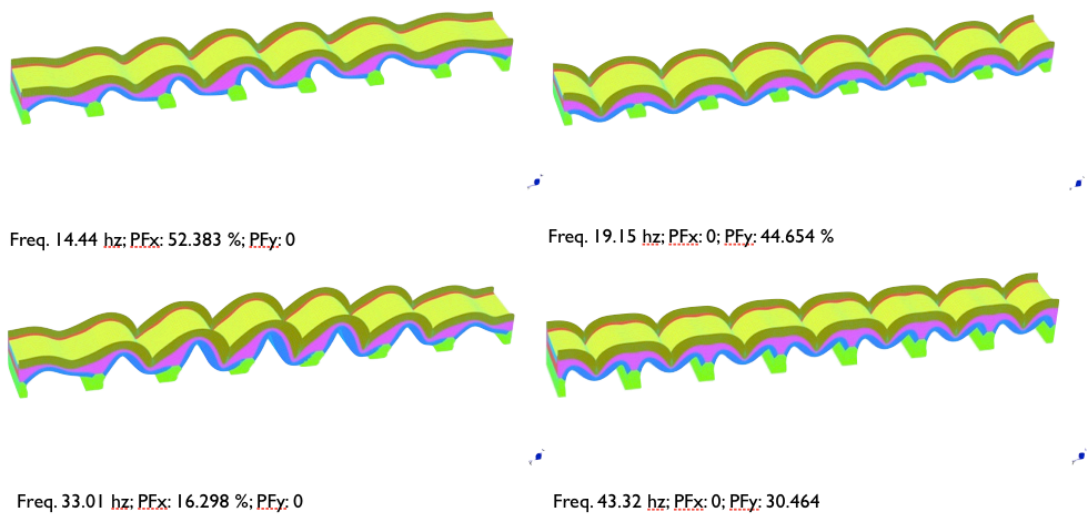 Freq. 14.44 hz; PFx: 52.383 %; PFy: 0
Freq. 19.15 hz; PFx: 0; PFy: 44.654 %
Freq. 33.01 hz; PFx: 16.298 %; PFy: 0
Freq. 43.32 hz; PFx: 0; PFy: 30.464